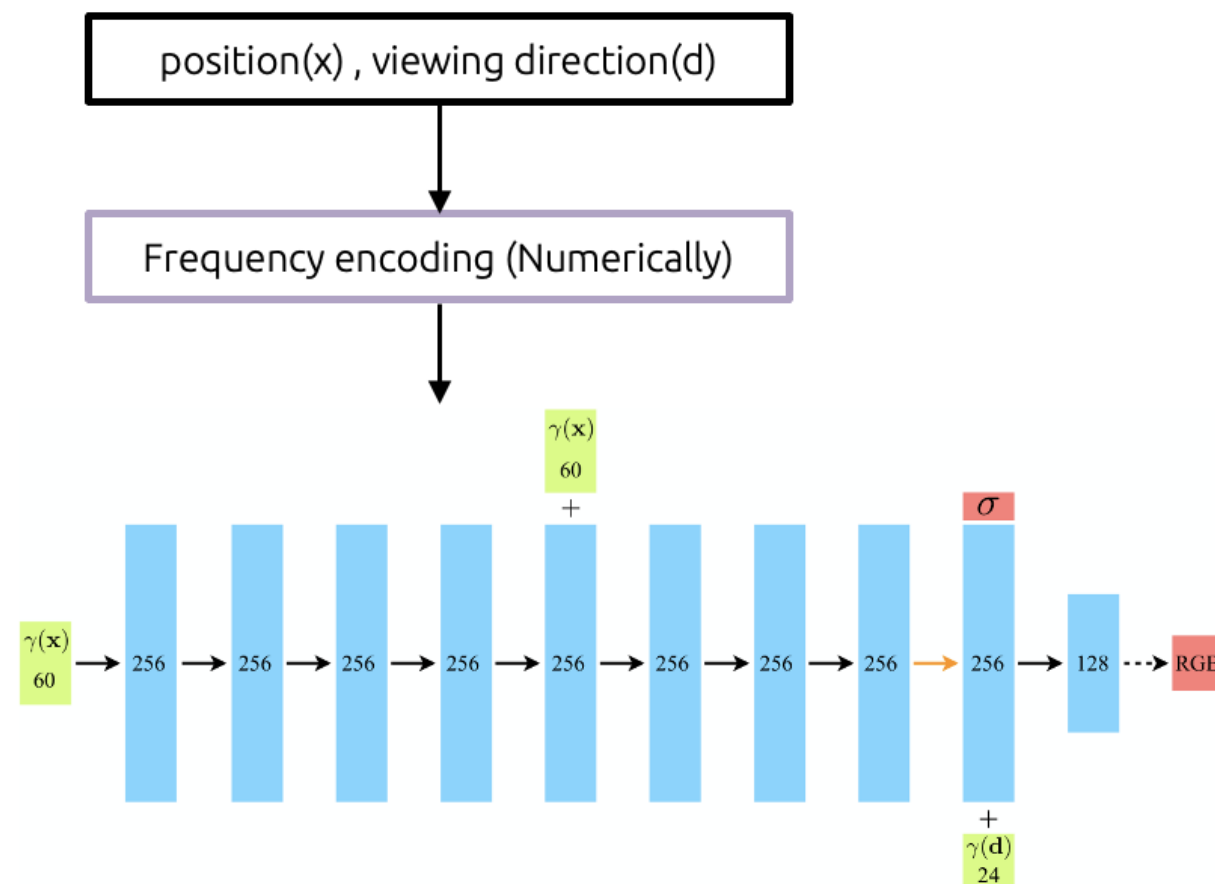 position(x) , viewing direction(d)
Frequency encoding (Numerically)
γ(x)
60
+
σ
γ(x)
60
256 256 256 256 256 256 256 256 256 128 RGB
+
γ(d)
24